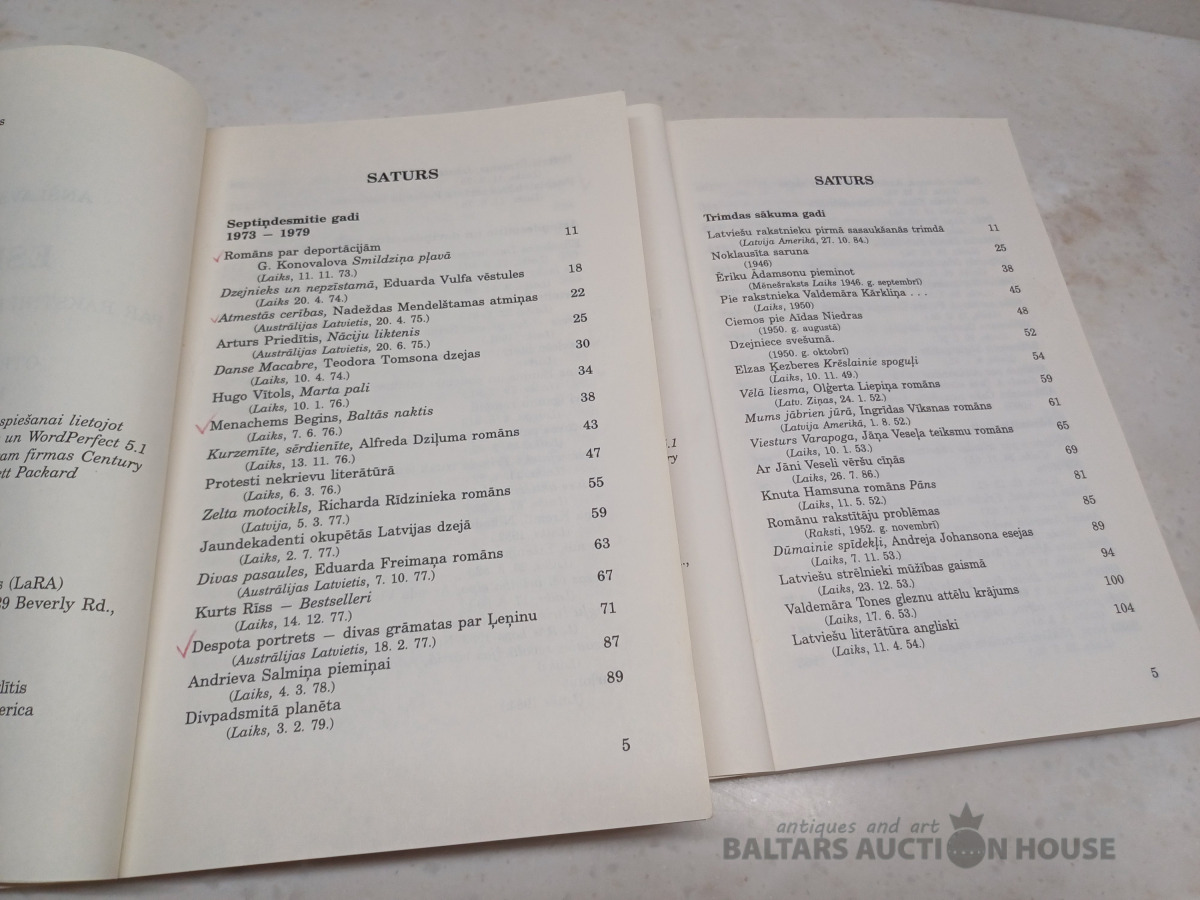 s
spiešanai lietojot
un WordPerfect 5.1
am firmas Century
ett Packard
s (LaRA)
29 Beverly Rd.,
lītis
erica
SATURS
Septiņdesmitie gadi
1973 — 1979
Romāns par deportācijām 11
G. Konovalova Smildziņa pļavā
(Laiks, 11. 11. 73.)
Dzejnieks un nepzīstamā, Eduarda Vulfa vēstules 18
(Laiks 20. 4. 74.)
Atmestās cerības, Nadeždas Mendelštamas atmiņas 22
(Austrālijas Latvietis, 20. 4. 75.)
Arturs Priedītis, Nāciju liktenis 25
(Austrālijas Latvietis, 20. 6. 75.)
Danse Macabre, Teodora Tomsona dzejas 30
(Laiks, 10. 4. 74.)
Hugo Vītols, Marta pali 34
(Laiks, 10. 1. 76.)
Menachems Begins, Baltās naktis 38
(Laiks, 7. 6. 76.)
Kurzemīte, sērdienīte, Alfreda Dziļuma romāns 43
(Laiks, 13. 11. 76.)
Protesti nekrievu literātūrā 47
(Laiks, 6. 3. 76.)
Zelta motocikls, Richarda Rīdzinieka romāns 55
(Latvija, 5. 3. 77.)
Jaundekadenti okupētās Latvijas dzejā 59
(Laiks, 2. 7. 77.)
Divas pasaules, Eduarda Freimaņa romāns 63
(Austrālijas Latvietis, 7. 10. 77.)
Kurts Rīss — Bestselleri 67
(Laiks, 14. 12. 77.)
Despota portrets — divas grāmatas par Ļeņinu 71
(Austrālijas Latvietis, 18. 2. 77.)
Andrieva Salmiņa piemiņai 87
(Laiks, 4. 3. 78.)
Divpadsmitā planēta 89
(Laiks, 3. 2. 79.)
5
5.1
ry
SATURS
Trimdas sākuma gadi
Latviešu rakstnieku pirmā sasaukšanās trimdā 11
(Latvija Amerikā, 27. 10. 84.)
Noklausīta saruna 25
(1946)
Ēriku Ādamsonu pieminot 38
(Mēnešraksts Laiks 1946. g. septembrī)
Pie rakstnieka Valdemāra Kārkliņa . . . 45
(Laiks, 1950)
Ciemos pie Aīdas Niedras 48
(1950. g. augustā)
Dzejniece svešumā. 52
(1950. g. oktobrī)
Elzas Ķezberes Krēslainie spoguļi 54
(Laiks, 10. 11. 49.)
Vēlā liesma, Oļģerta Liepiņa romāns 59
(Latv. Ziņas, 24. 1. 52.)
Mums jābrien jūrā, Ingrīdas Vīksnas romāns 61
(Latvija Amerikā, 1. 8. 52.)
Viesturs Varapoga, Jāņa Veseļa teiksmu romāns 65
(Laiks, 10. 1. 53.)
Ar Jāni Veseli vēršu cīņās 69
(Laiks, 26. 7. 86.)
Knuta Hamsuna romāns Pāns 81
(Laiks, 11. 5. 52.)
Romānu rakstītāju problēmas 85
(Raksti, 1952. g. novembrī)
Dūmainie spīdekļi, Andreja Johansona esejas 89
(Laiks, 7. 11. 53.)
Latviešu strēlnieki mūžības gaismā 94
(Laiks, 23. 12. 53.)
Valdemāra Tones gleznu attēlu krājums 100
(Laiks, 17. 6. 53.)
Latviešu literātūra angliski 104
(Laiks, 11. 4. 54.)
5
antiques and art
BALTARS AUCTION HOUSE